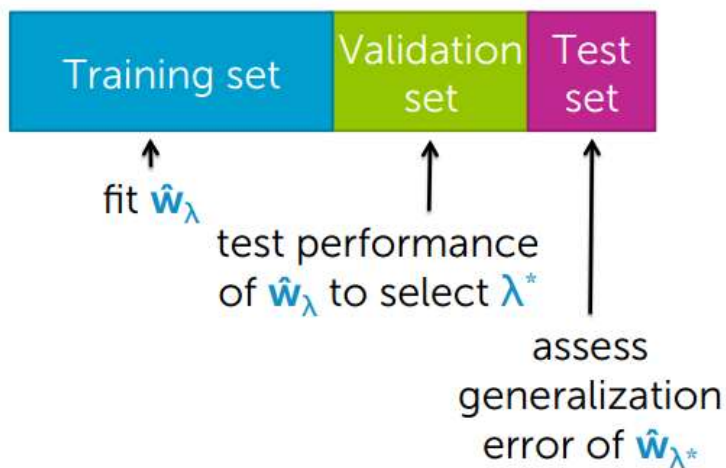 Training set
Validation
set
Test
set
fit ŵλ
test performance
of ŵλ to select λ*
assess
generalization
error of ŵλ*